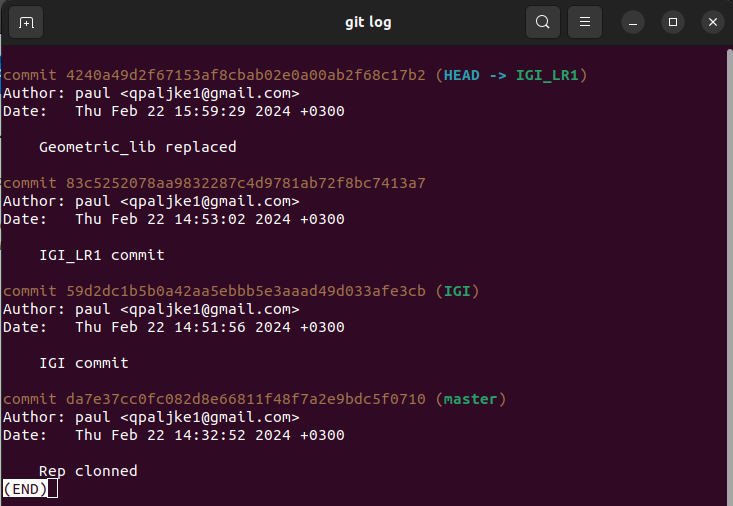 git log
commit 4240a49d2f67153af8cbab02e0a00ab2f68c17b2 (HEAD -> IGI_LR1)
Author: paul <qpaljke1@gmail.com>
Date:   Thu Feb 22 15:59:29 2024 +0300
Geometric_lib replaced
commit 83c5252078aa9832287c4d9781ab72f8bc7413a7
Author: paul <qpaljke1@gmail.com>
Date:   Thu Feb 22 14:53:02 2024 +0300
IGI_LR1 commit
commit 59d2dc1b5b0a42aa5ebbb5e3aaad49d033afe3cb (IGI)
Author: paul <qpaljke1@gmail.com>
Date:   Thu Feb 22 14:51:56 2024 +0300
IGI commit
commit da7e37cc0fc082d8e66811f48f7a2e9bdc5f0710 (master)
Author: paul <qpaljke1@gmail.com>
Date:   Thu Feb 22 14:32:52 2024 +0300
Rep clonned
(END)